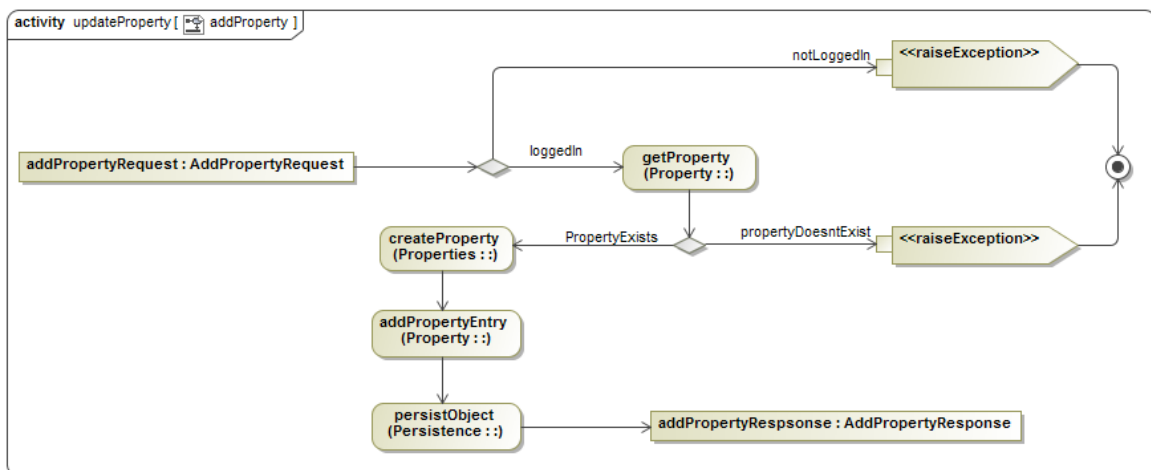 activity updateProperty [ addProperty ]
notLoggedIn
<<raiseException>>
addPropertyRequest : AddPropertyRequest
loggedIn
getProperty
(Property : :)
PropertyExists
propertyDoesntExist
<<raiseException>>
createProperty
(Properties : :)
addPropertyEntry
(Property : :)
persistObject
(Persistence : :)
addPropertyRespsonse : AddPropertyResponse